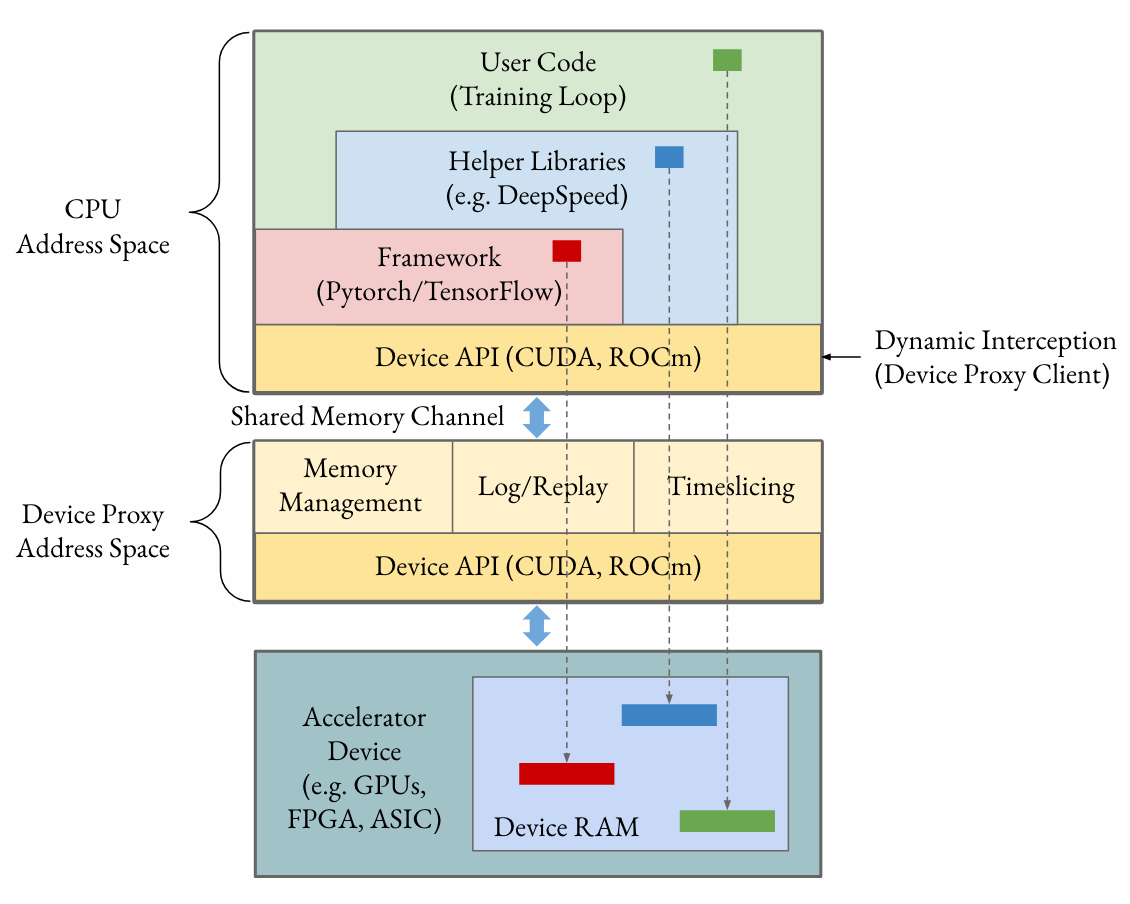 User Code
(Training Loop)
Helper Libraries
(e.g. DeepSpeed)
CPU
Address Space
Framework
(Pytorch/TensorFlow)
Device API (CUDA, ROCm)
Dynamic Interception
(Device Proxy Client)
Shared Memory Channel
Memory
Management
Log/Replay
Timeslicing
Device Proxy
Address Space
Device API (CUDA, ROCm)
Accelerator
Device
(e.g. GPUs,
FPGA, ASIC)
Device RAM